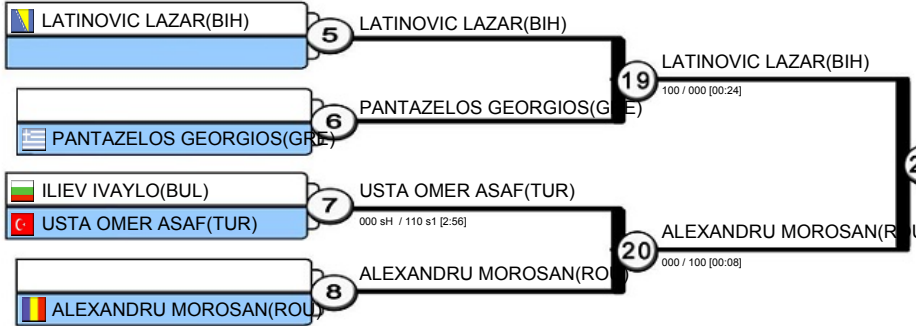 LATINOVIC LAZAR(BIH)
5
LATINOVIC LAZAR(BIH)
19
LATINOVIC LAZAR(BIH)
100 / 000 [00:24]
PANTAZELOS GEORGIOS(GRE)
6
PANTAZELOS GEORGIOS(GRE)
ILIEV IVAYLO(BUL)
USTA OMER ASAF(TUR)
7
USTA OMER ASAF(TUR)
000 sH / 110 s1 [2:56]
20
ALEXANDRU MOROSAN(ROU
000 / 100 [00:08]
ALEXANDRU MOROSAN(ROU)
8
ALEXANDRU MOROSAN(ROU)